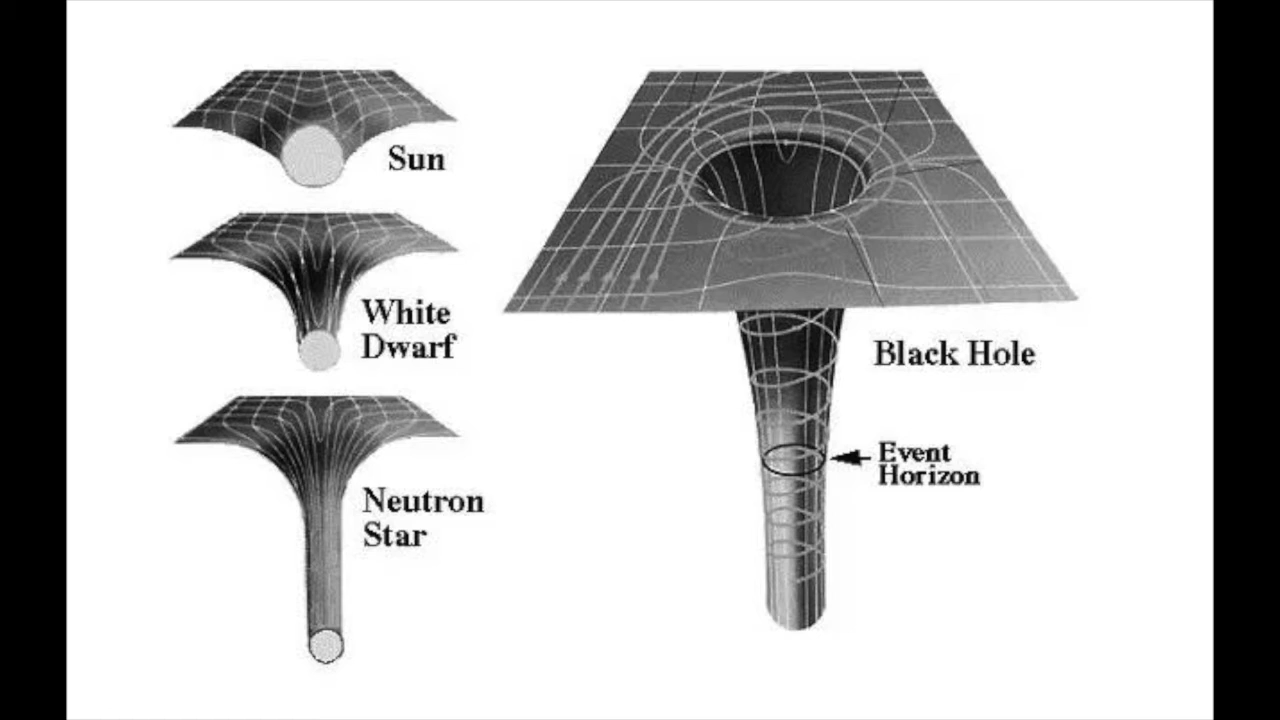 Sun
White
Dwarf
Neutron
Star
Black Hole
Event
Horizon